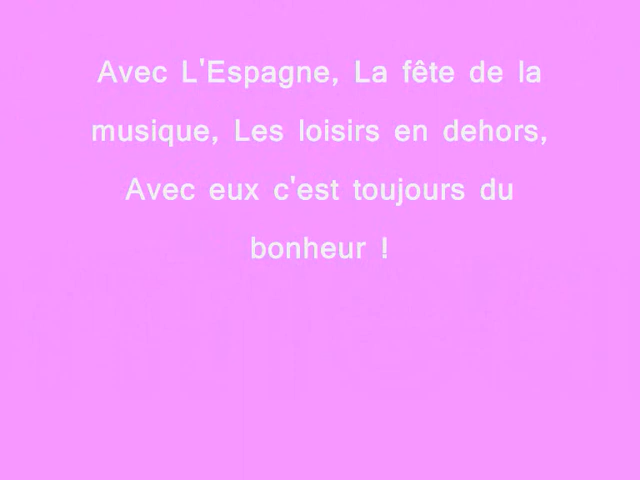 Avec L'Espagne, La fête de la
musique, Les loisirs en dehors,
Avec eux c'est toujours du
bonheur !